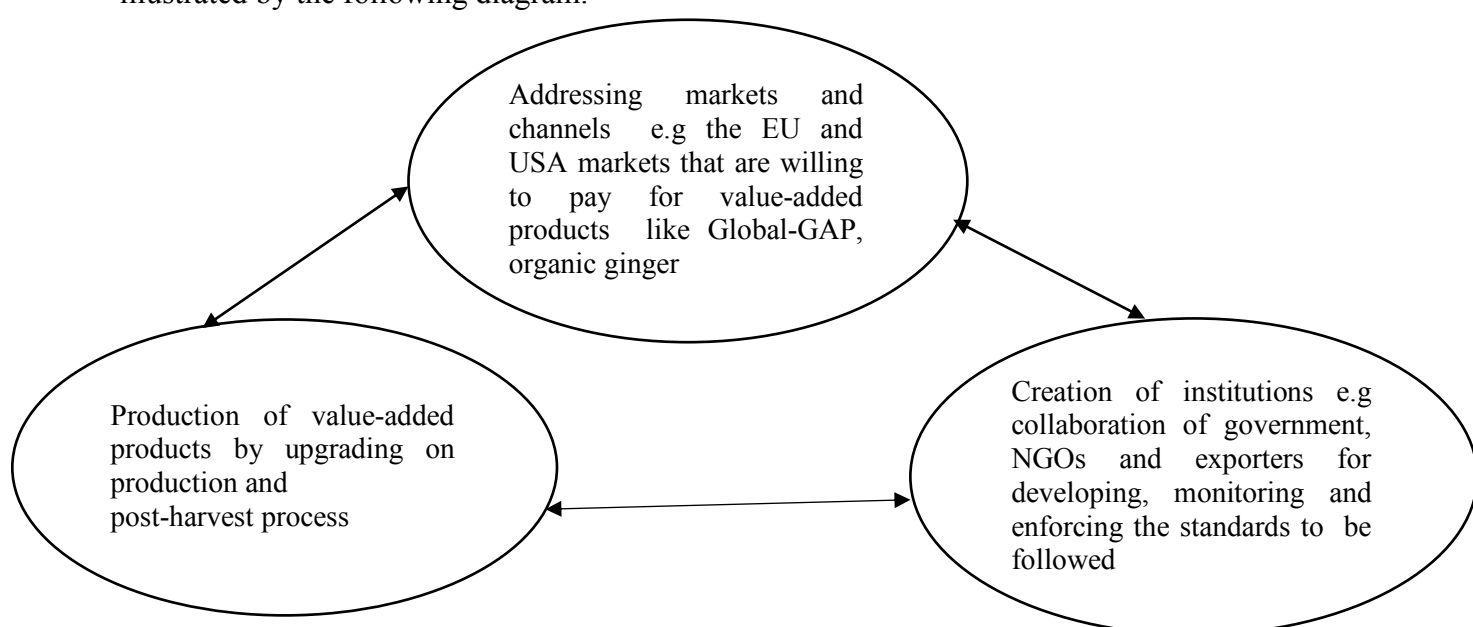 illustrated by the following diagram:
Addressing markets and
channels e.g the EU and
USA markets that are willing
to pay for value-added
products like Global-GAP,
organic ginger
Production of value-added
products by upgrading on
production and
post-harvest process
Creation of institutions e.g
collaboration of government,
NGOs and exporters for
developing, monitoring and
enforcing the standards to be
followed